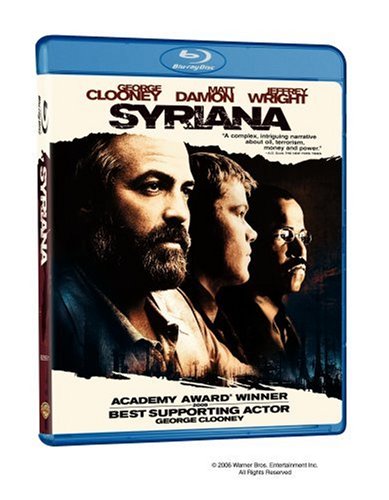 Blu-ray Disc
GEORGE MATT JEFFREY
CLOONEY DAMON WRIGHT
SYRIANA
"A complex, intriguing narrative
about oil, terrorism,
money and power."
SYRIANA
ACADEMY AWARD® WINNER
2005
BEST SUPPORTING ACTOR
GEORGE CLOONEY
© 2006 Warner Bros. Entertainment Inc.
All Rights Reserved